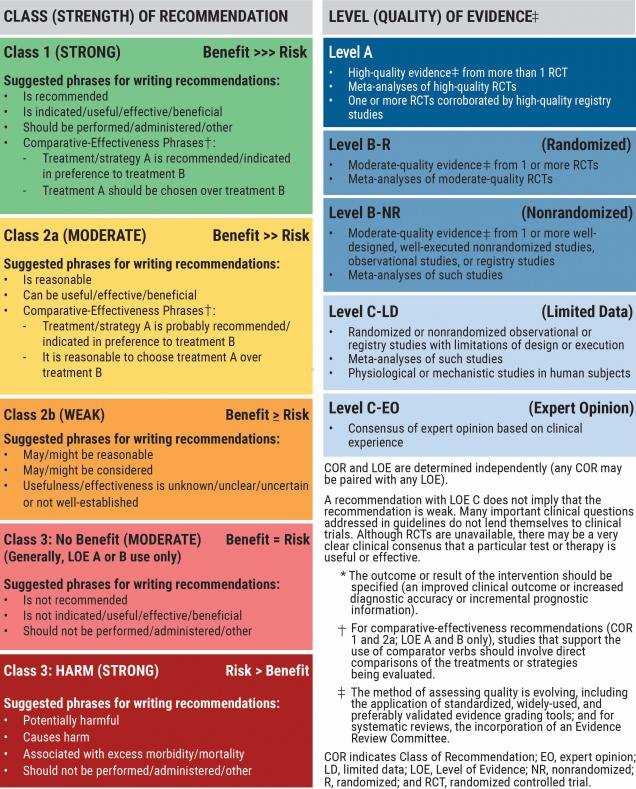 CLASS (STRENGTH) OF RECOMMENDATION
Class 1 (STRONG) Benefit >>> Risk
Suggested phrases for writing recommendations:
• Is recommended
• Is indicated/useful/effective/beneficial
• Should be performed/administered/other
• Comparative-Effectiveness Phrases†:
- Treatment/strategy A is recommended/indicated
in preference to treatment B
- Treatment A should be chosen over treatment B
Class 2a (MODERATE) Benefit >> Risk
Suggested phrases for writing recommendations:
• Is reasonable
• Can be useful/effective/beneficial
• Comparative-Effectiveness Phrases†:
- Treatment/strategy A is probably recommended/
indicated in preference to treatment B
- It is reasonable to choose treatment A over
treatment B
Class 2b (WEAK) Benefit ≥ Risk
Suggested phrases for writing recommendations:
• May/might be reasonable
• May/might be considered
• Usefulness/effectiveness is unknown/unclear/uncertain
or not well-established
Class 3: No Benefit (MODERATE) Benefit = Risk
(Generally, LOE A or B use only)
Suggested phrases for writing recommendations:
• Is not recommended
• Is not indicated/useful/effective/beneficial
• Should not be performed/administered/other
Class 3: HARM (STRONG) Risk > Benefit
Suggested phrases for writing recommendations:
• Potentially harmful
• Causes harm
• Associated with excess morbidity/mortality
• Should not be performed/administered/other
LEVEL (QUALITY) OF EVIDENCE‡
Level A
• High-quality evidence‡ from more than 1 RCT
• Meta-analyses of high-quality RCTs
• One or more RCTs corroborated by high-quality registry
studies
Level B-R (Randomized)
• Moderate-quality evidence‡ from 1 or more RCTs
• Meta-analyses of moderate-quality RCTs
Level B-NR (Nonrandomized)
• Moderate-quality evidence‡ from 1 or more well-
designed, well-executed nonrandomized studies,
observational studies, or registry studies
• Meta-analyses of such studies
Level C-LD (Limited Data)
• Randomized or nonrandomized observational or
registry studies with limitations of design or execution
• Meta-analyses of such studies
• Physiological or mechanistic studies in human subjects
Level C-EO (Expert Opinion)
• Consensus of expert opinion based on clinical
experience
COR and LOE are determined independently (any COR may
be paired with any LOE).
A recommendation with LOE C does not imply that the
recommendation is weak. Many important clinical questions
addressed in guidelines do not lend themselves to clinical
trials. Although RCTs are unavailable, there may be a very
clear clinical consensus that a particular test or therapy is
useful or effective.
* The outcome or result of the intervention should be
specified (an improved clinical outcome or increased
diagnostic accuracy or incremental prognostic
information).
† For comparative-effectiveness recommendations (COR
1 and 2a; LOE A and B only), studies that support the
use of comparator verbs should involve direct
comparisons of the treatments or strategies
being evaluated.
‡ The method of assessing quality is evolving, including
the application of standardized, widely-used, and
preferably validated evidence grading tools; and for
systematic reviews, the incorporation of an Evidence
Review Committee.
COR indicates Class of Recommendation; EO, expert opinion;
LD, limited data; LOE, Level of Evidence; NR, nonrandomized;
R, randomized; and RCT, randomized controlled trial.